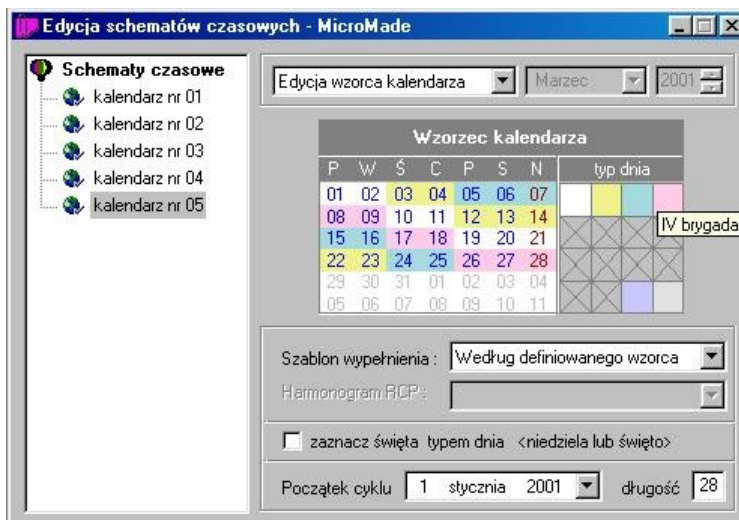 Edycja schematów czasowych - MicroMade
Schematy czasowe
kalendarz nr 01
kalendarz nr 02
kalendarz nr 03
kalendarz nr 04
kalendarz nr 05
Edycja wzorca kalendarza Marzec 2001
Wzorzec kalendarza
P W Ś C P S N typ dnia
01 02 03 04 05 06 07
08 09 10 11 12 13 14
IV brygada
15 16 17 18 19 20 21
22 23 24 25 26 27 28
29 30 31 01 02 03 04
05 06 07 08 09 10 11
Szablon wypełnienia : Według definiowanego wzorca
Harmonogram RCP :
zaznacz święta typem dnia <niedziela lub święto>
Początek cyklu 1 stycznia 2001 długość 28